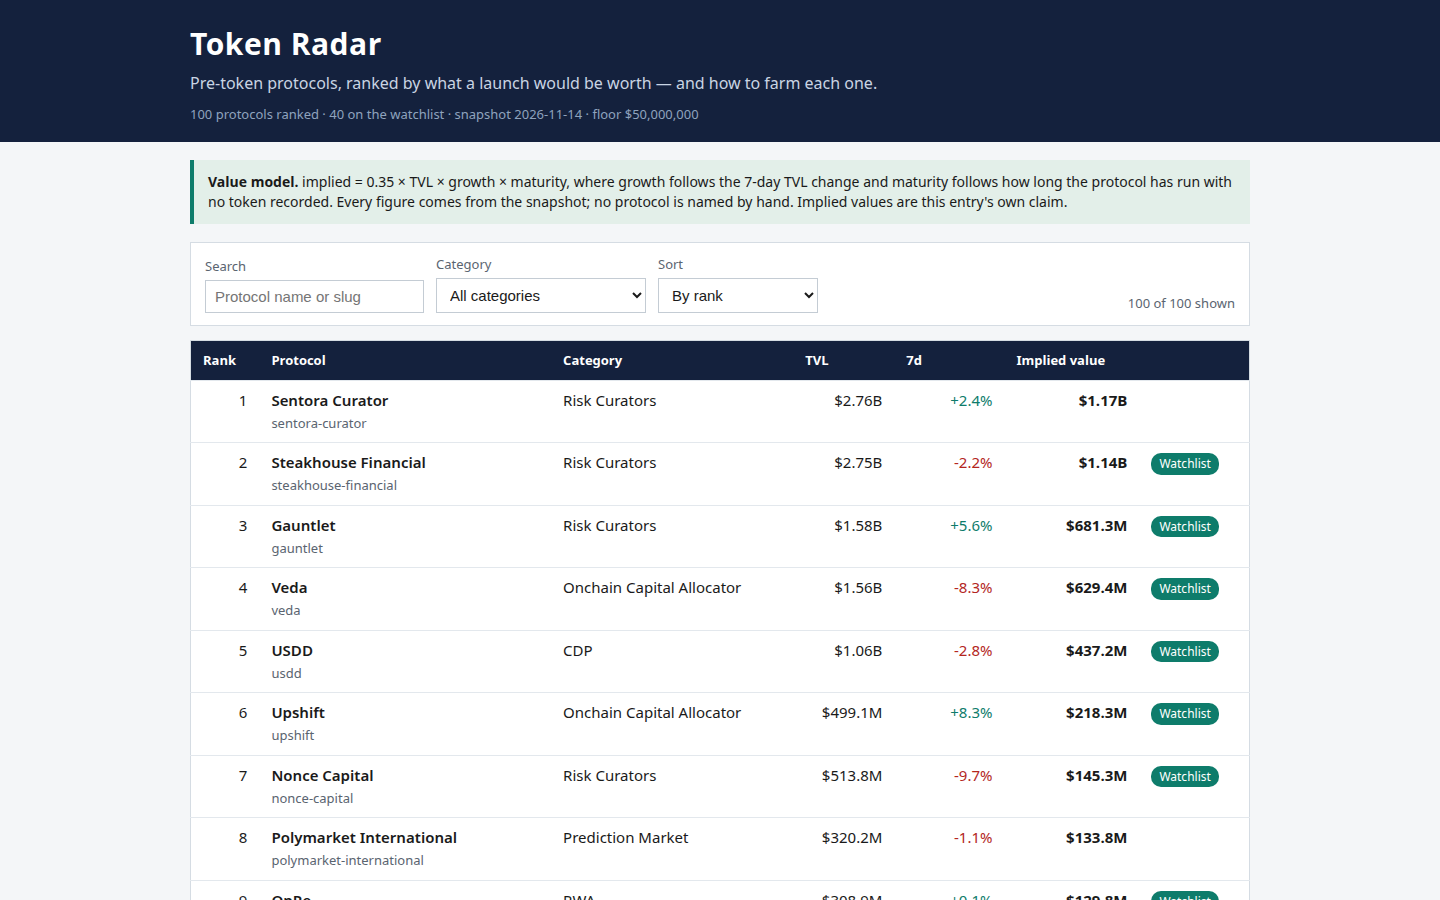 Token Radar
Pre-token protocols, ranked by what a launch would be worth — and how to farm each one.
100 protocols ranked · 40 on the watchlist · snapshot 2026-11-14 · floor $50,000,000
Value model. implied = 0.35 × TVL × growth × maturity, where growth follows the 7-day TVL change and maturity follows how long the protocol has run with
no token recorded. Every figure comes from the snapshot; no protocol is named by hand. Implied values are this entry's own claim.
Search Category Sort
Protocol name or slug All categories By rank 100 of 100 shown
Rank Protocol Category TVL 7d Implied value
1 Sentora Curator Risk Curators $2.76B +2.4% $1.17B
sentora-curator
2 Steakhouse Financial Risk Curators $2.75B -2.2% $1.14B Watchlist
steakhouse-financial
3 Gauntlet Risk Curators $1.58B +5.6% $681.3M Watchlist
gauntlet
4 Veda Onchain Capital Allocator $1.56B -8.3% $629.4M Watchlist
veda
5 USDD CDP $1.06B -2.8% $437.2M Watchlist
usdd
6 Upshift Onchain Capital Allocator $499.1M +8.3% $218.3M Watchlist
upshift
7 Nonce Capital Risk Curators $513.8M -9.7% $145.3M Watchlist
nonce-capital
8 Polymarket International Prediction Market $320.2M -1.1% $133.8M
polymarket-international